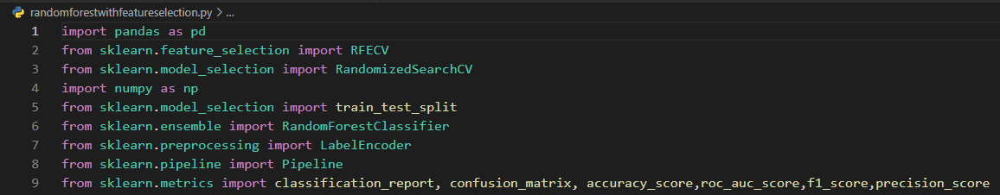 randomforestwithfeatureselection.py > ...
1 import pandas as pd
2 from sklearn.feature_selection import RFECV
3 from sklearn.model_selection import RandomizedSearchCV
4 import numpy as np
5 from sklearn.model_selection import train_test_split
6 from sklearn.ensemble import RandomForestClassifier
7 from sklearn.preprocessing import LabelEncoder
8 from sklearn.pipeline import Pipeline
9 from sklearn.metrics import classification_report, confusion_matrix, accuracy_score,roc_auc_score,f1_score,precision_score